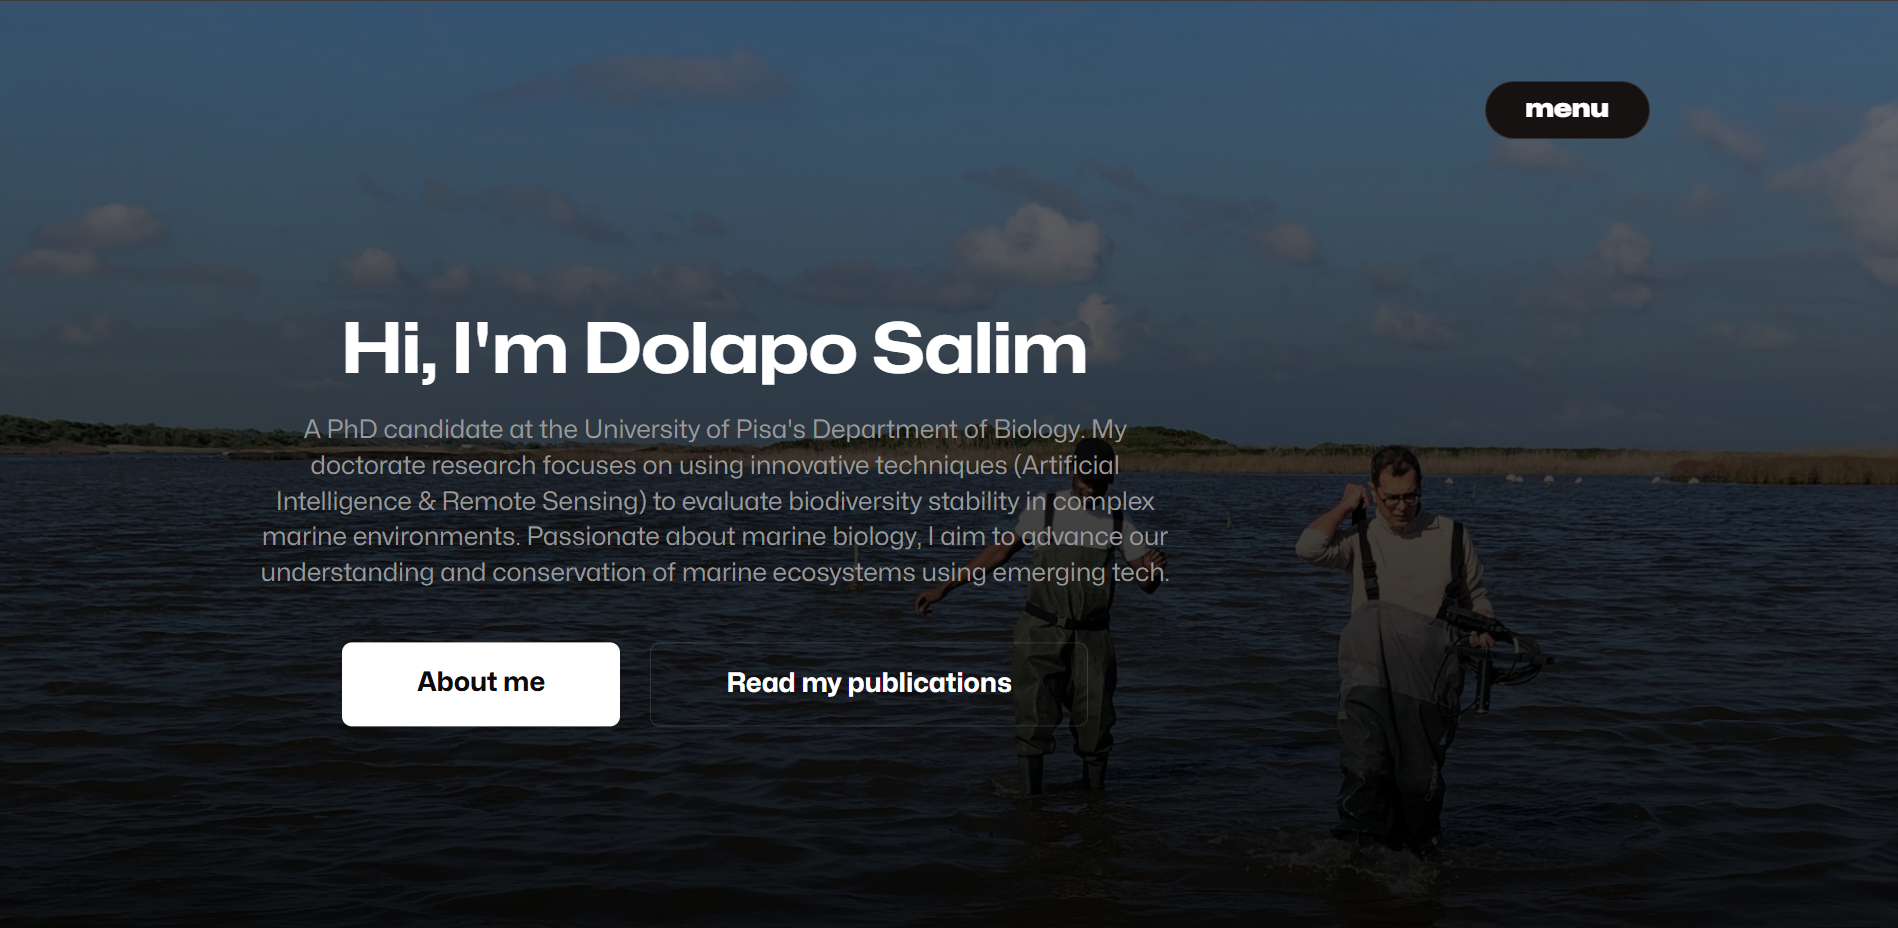 menu
Hi, I'm Dolapo Salim
A PhD candidate at the University of Pisa's Department of Biology. My
doctorate research focuses on using innovative techniques (Artificial
Intelligence & Remote Sensing) to evaluate biodiversity stability in complex
marine environments. Passionate about marine biology, I aim to advance our
understanding and conservation of marine ecosystems using emerging tech.
About me
Read my publications